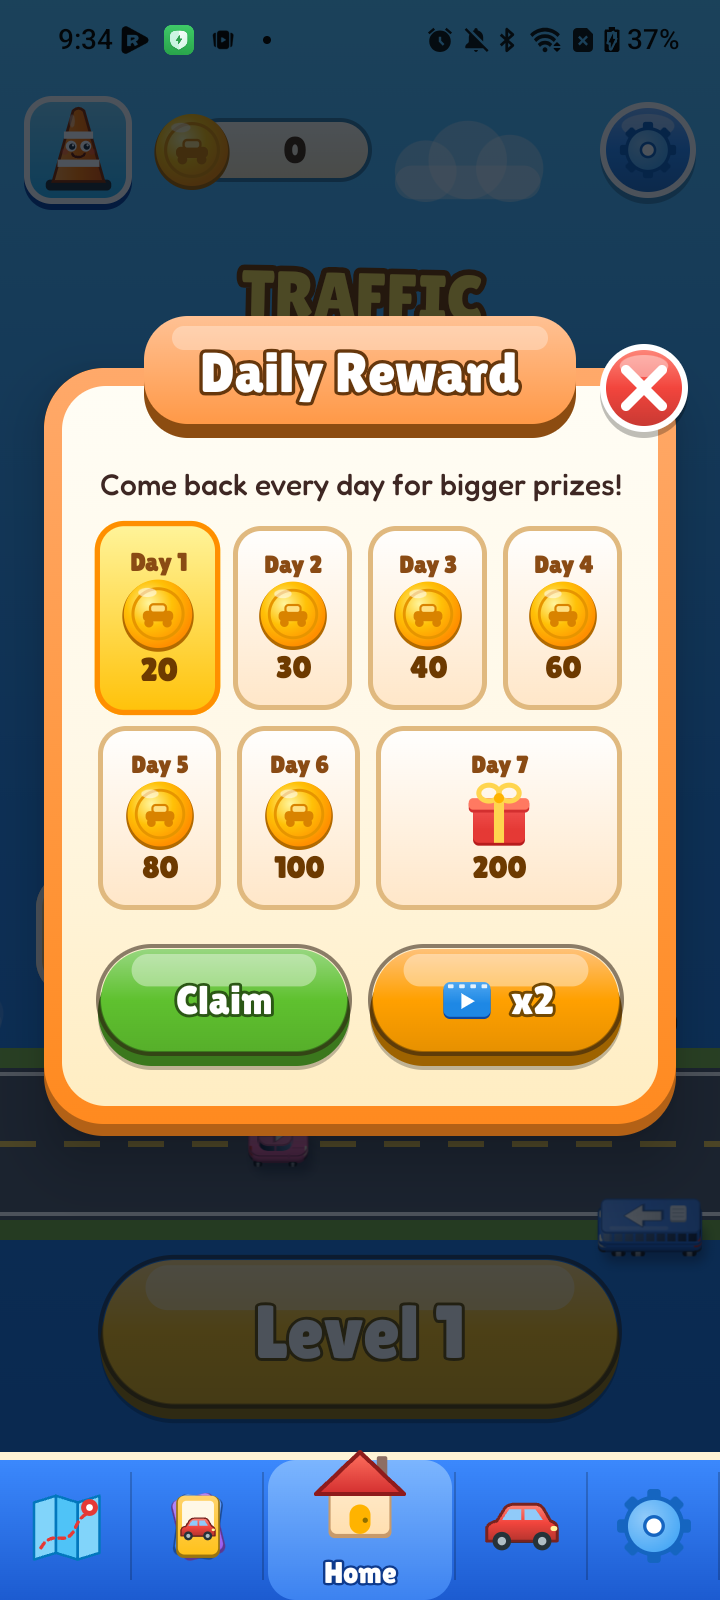 9:34
37%
0
TRAFFIC
Daily Reward
Come back every day for bigger prizes!
Day 1
20
Day 2
30
Day 3
40
Day 4
60
Day 5
80
Day 6
100
Day 7
200
Claim
x2
Level 1
Home